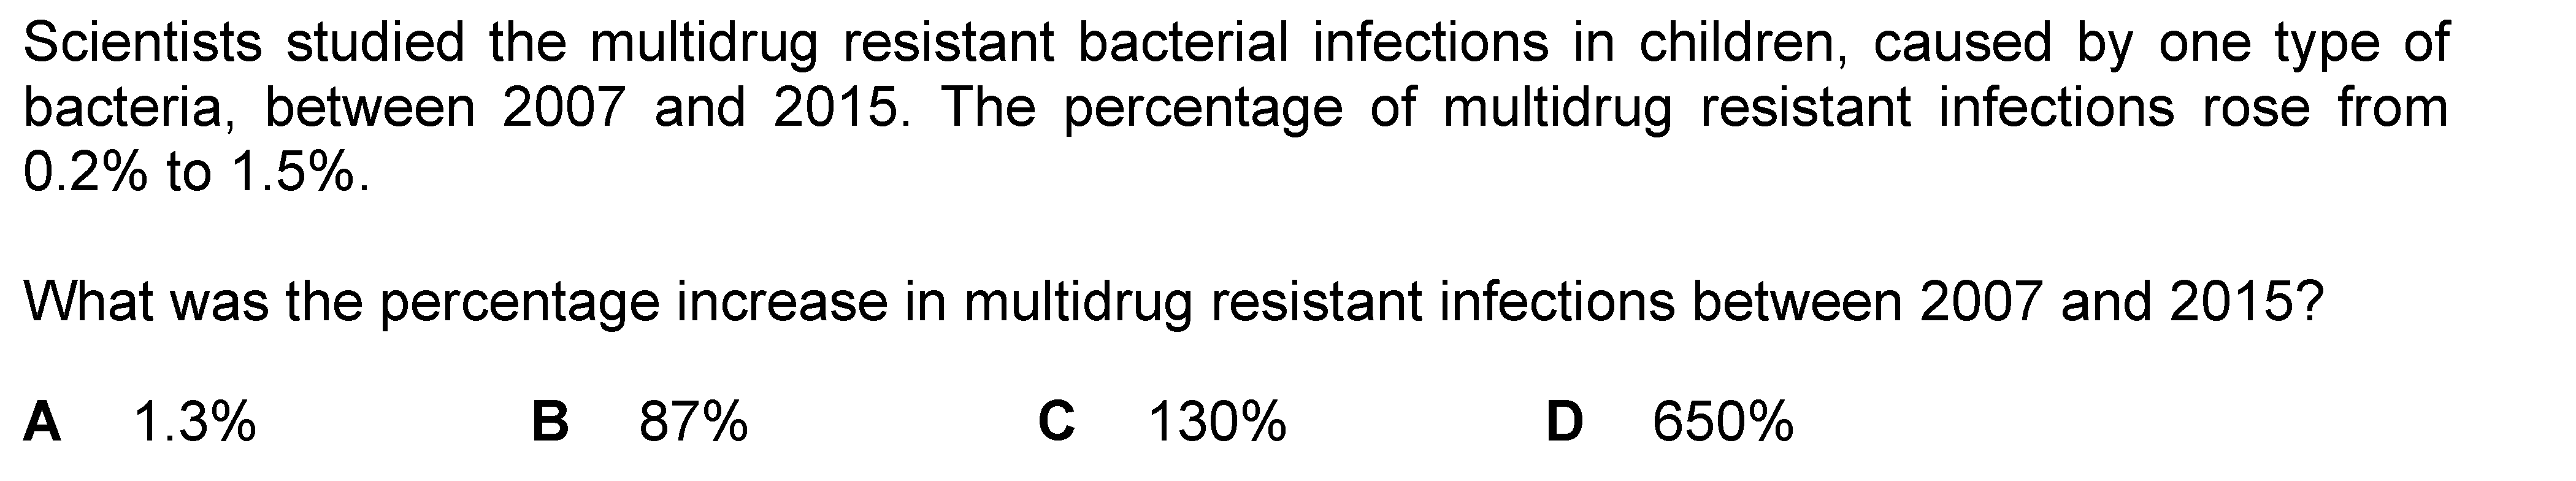 Scientists studied the multidrug resistant bacterial infections in children, caused by one type of
bacteria, between 2007 and 2015. The percentage of multidrug resistant infections rose from
0.2% to 1.5%.
What was the percentage increase in multidrug resistant infections between 2007 and 2015?
A 1.3% B 87% C 130% D 650%